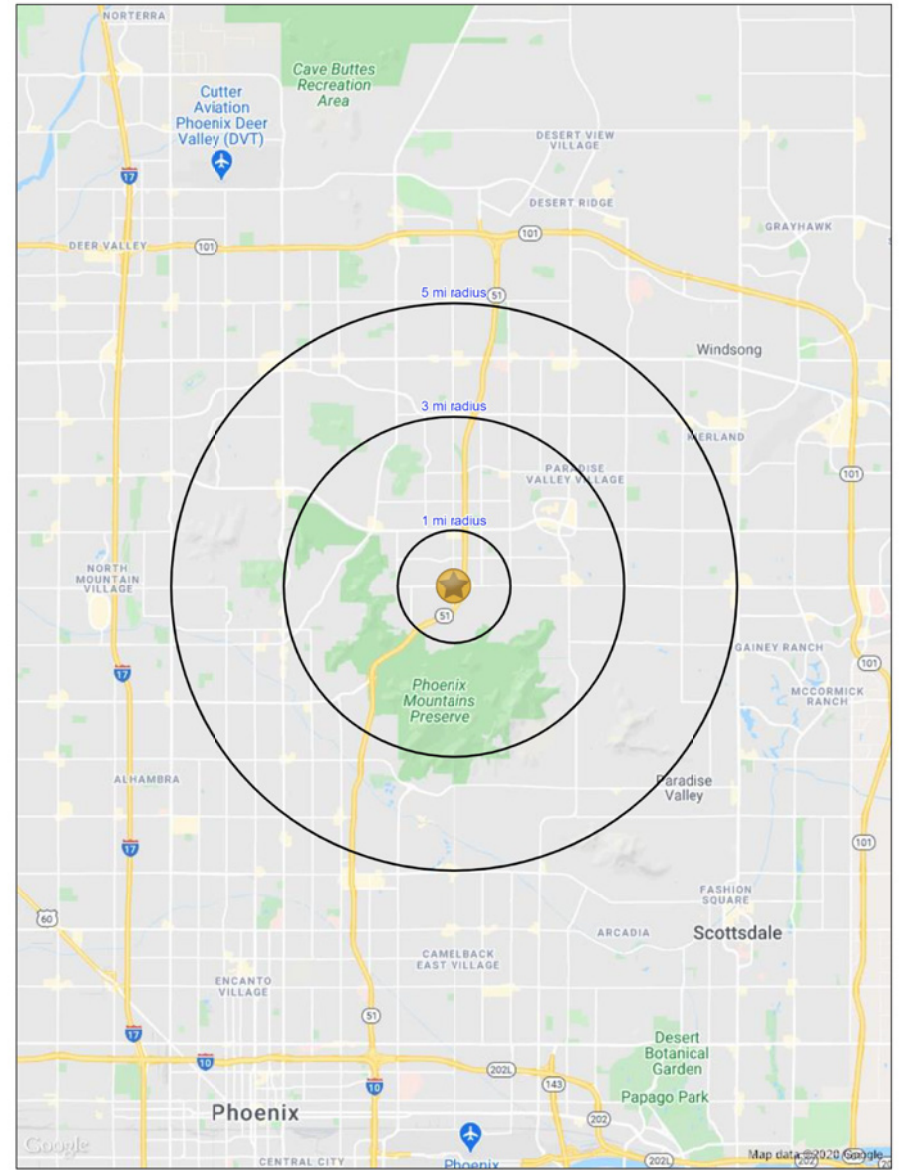 NORTERRA
Cave Buttes
Recreation
Area
Cutter
Aviation
Phoenix Deer
Valley (DVT)
DESERT VIEW
VILLAGE
17
DESERT RIDGE
GRAYHAWK
101
DEER VALLEY
101
5 mi radius
51
Windsong
3 mi radius
KIERLAND
PARADISE
VALLEY VILLAGE
101
1 mi radius
NORTH
MOUNTAIN
VILLAGE
51
GAINEY RANCH
101
17
Phoenix
Mountains
Preserve
MCCORMICK
RANCH
ALHAMBRA
Paradise
Valley
17
101
FASHION
SQUARE
60
ARCADIA
Scottsdale
CAMELBACK
EAST VILLAGE
ENCANTO
VILLAGE
51
17
Desert
Botanical
Garden
10
202L
143
10
Papago Park
Phoenix
202
Google
Map data ©2020 Google
CENTRAL CITY
Phoenix
202L
202
20